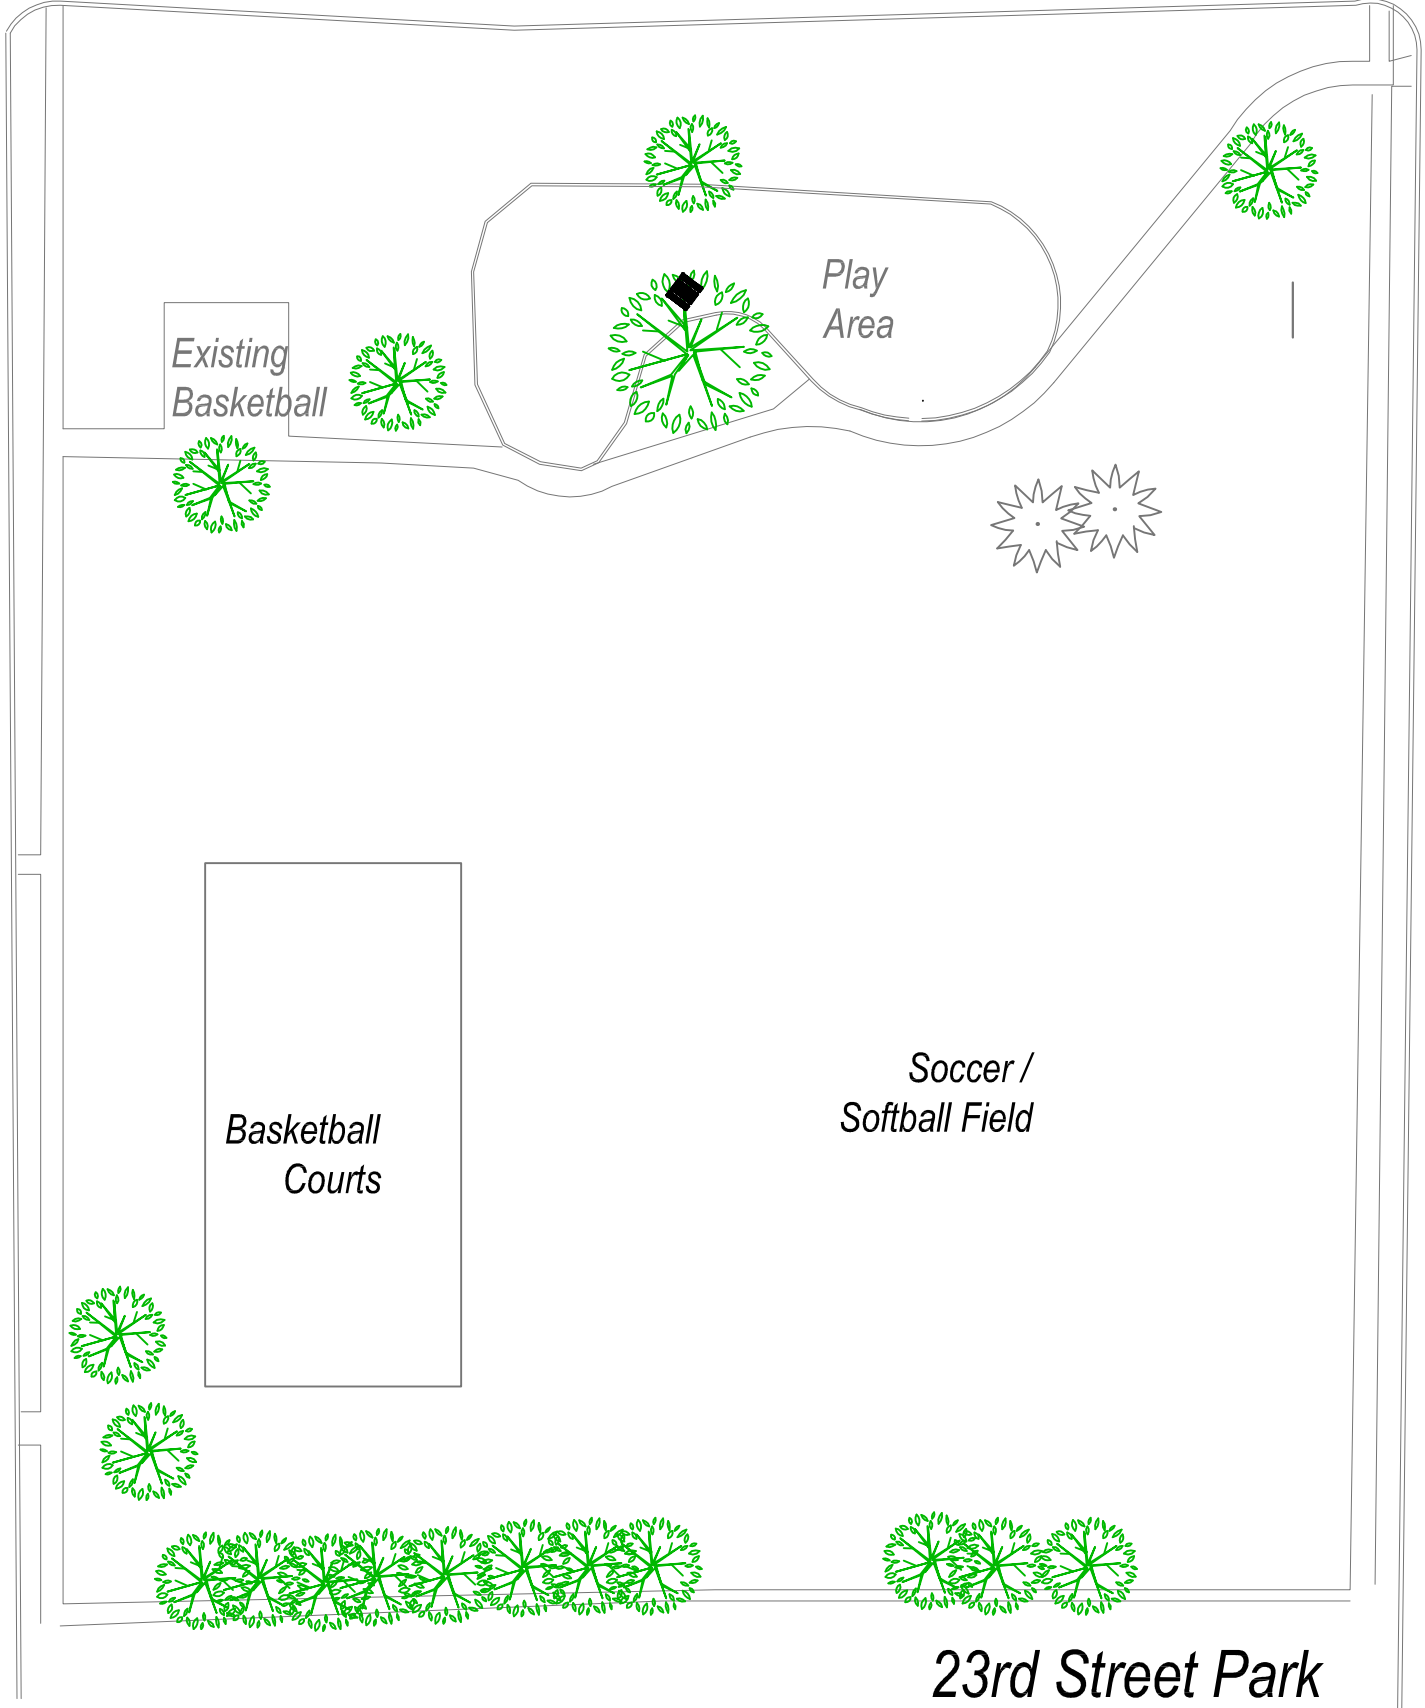 Play
Area
Existing
Basketball
Soccer /
Softball Field
Basketball
Courts
23rd Street Park